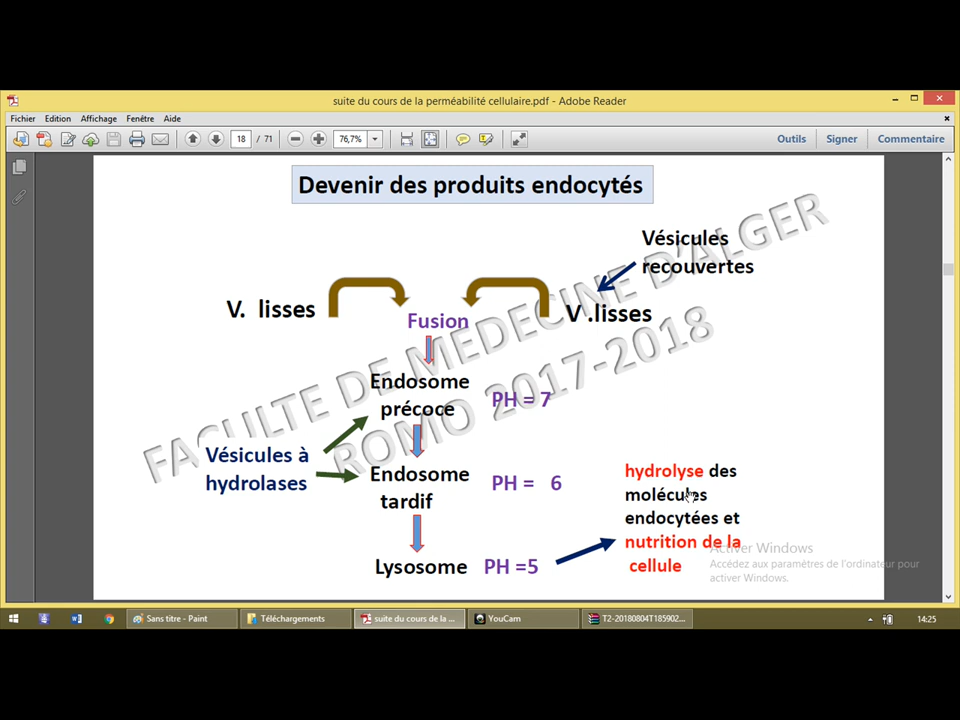 suite du cours de la perméabilité cellulaire.pdf - Adobe Reader
Fichier Edition Affichage Fenêtre Aide
18 / 71 76,7% Outils Signer Commentaire
Devenir des produits endocytés
Vésicules
recouvertes
V. lisses
V .lisses
Fusion
Endosome
précoce
PH = 7
Vésicules à
hydrolases
Endosome
tardif
PH = 6
Lysosome
PH =5
hydrolyse des
molécules
endocytées et
nutrition de la
cellule
FACULTE DE MEDECINE D'ALGER
ROMO 2017-2018
Activer Windows
Accédez aux paramètres de l'ordinateur pour
activer Windows.
Sans titre - Paint Téléchargements suite du cours de la ... YouCam T2-20180804T185902... 14:25